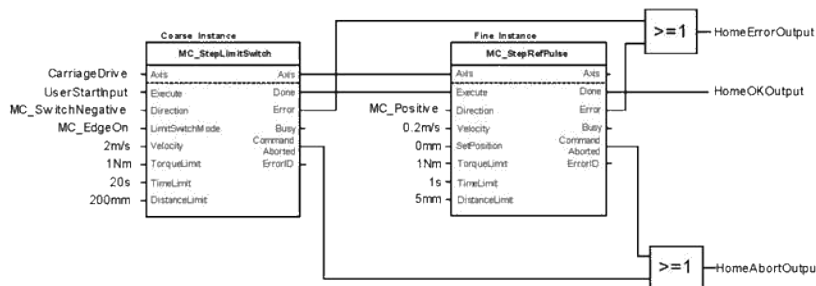 Coarse Instance
MC_StepLimitSwitch
CarriageDrive Axis Axis
UserStartInput Execute Done
MC_SwitchNegative Direction Error
MC_EdgeOn LimitSwitchMode Busy
2m/s Velocity Command Aborted
1Nm TorqueLimit ErrorID
20s TimeLimit
200mm DistanceLimit
Fine Instance
MC_StepRefPulse
Axis Axis
Execute Done
MC_Positive Direction Error
0.2m/s Velocity Busy
0mm SetPosition Command Aborted
1Nm TorqueLimit ErrorID
1s TimeLimit
5mm DistanceLimit
>=1 HomeErrorOutput
HomeOKOutput
>=1 HomeAbortOutpu